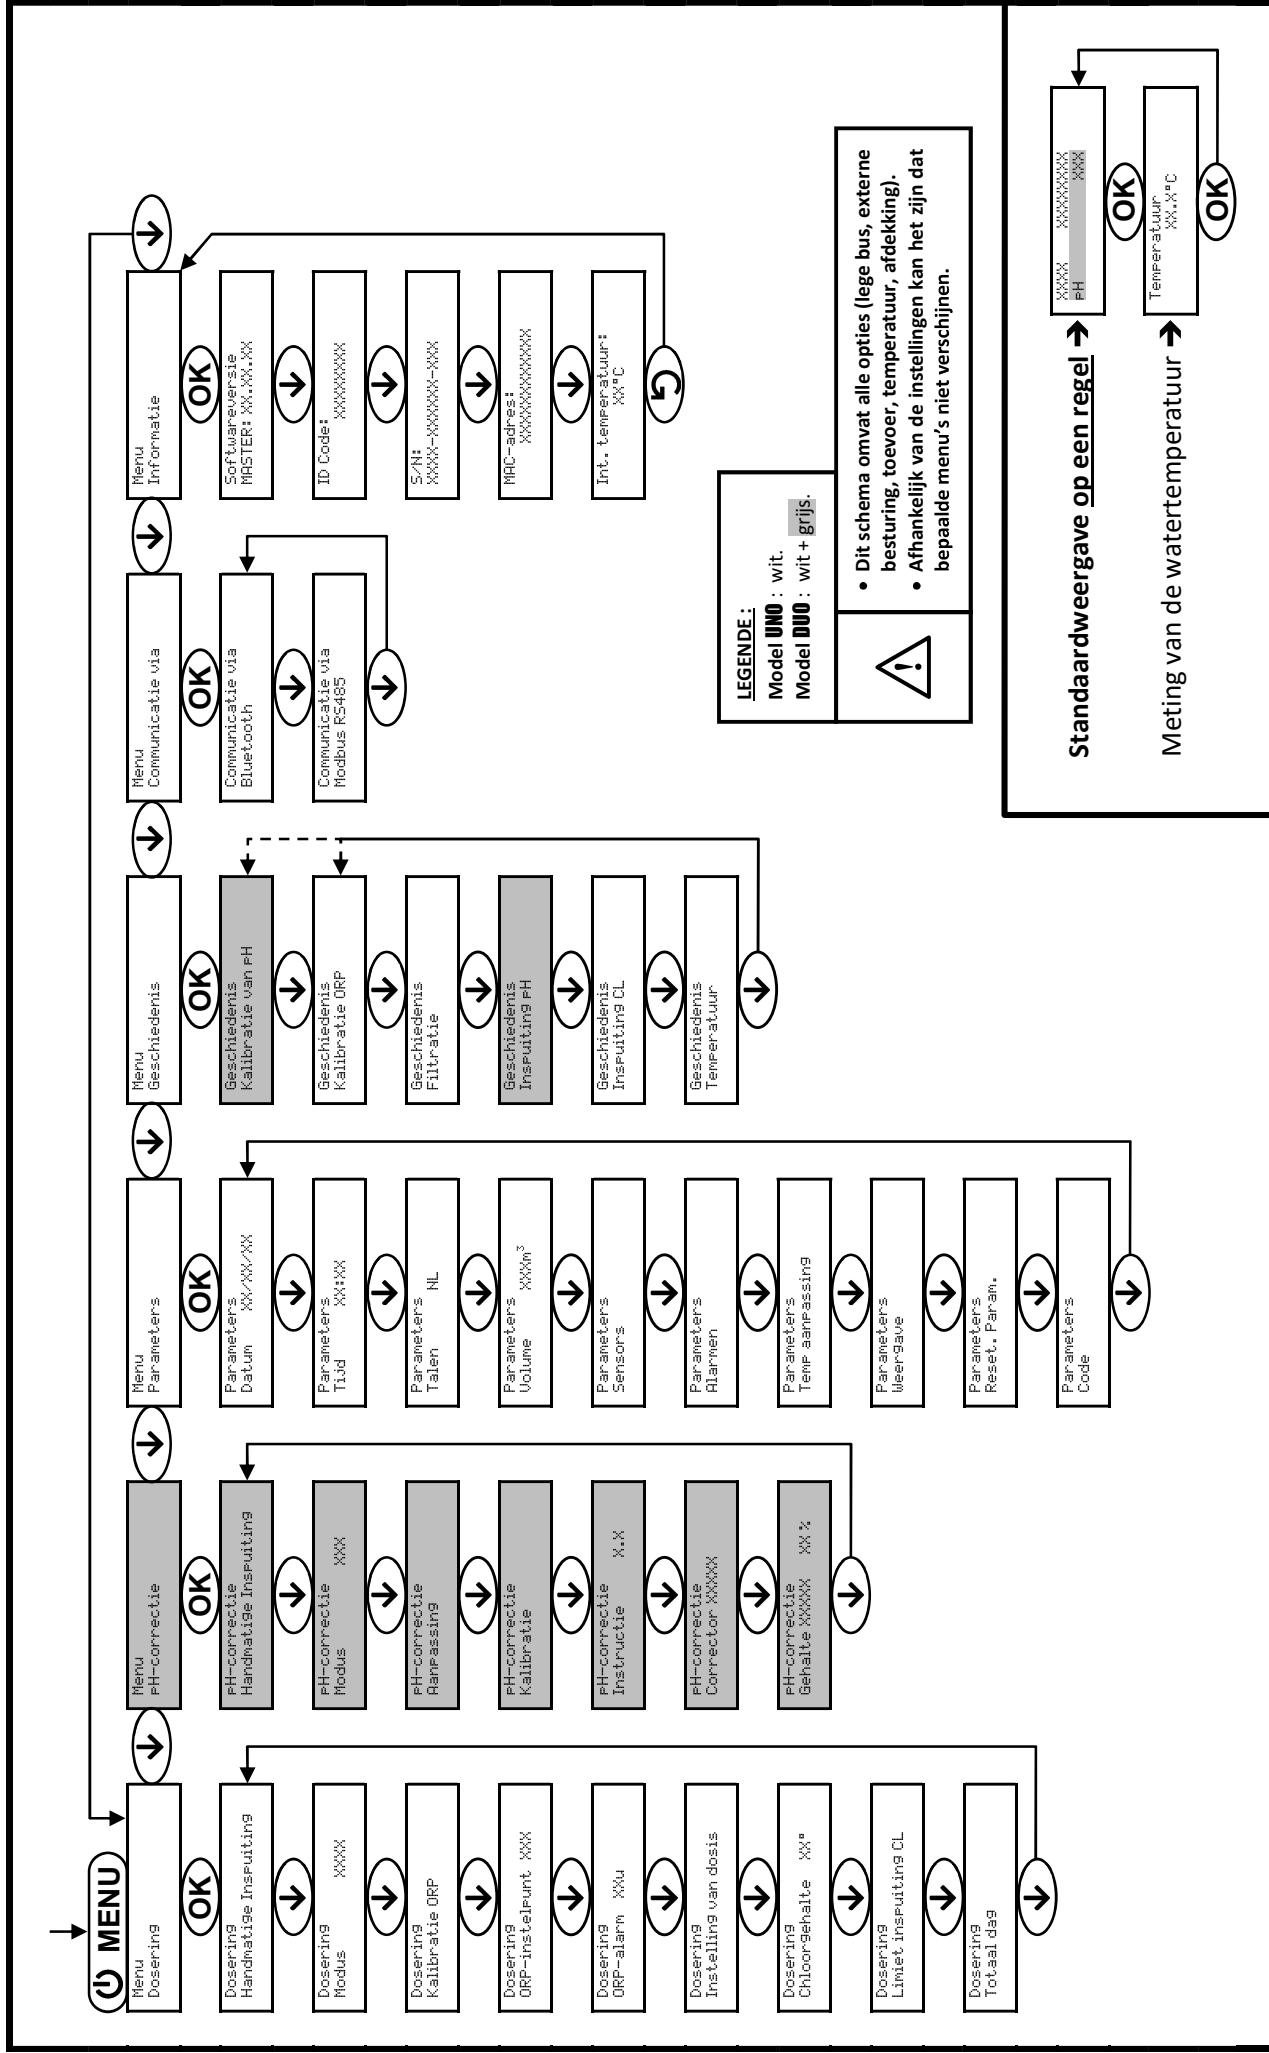 MENU
Menu
Dosering
OK
Dosering
Handmatige Inspuiting
Dosering
Modus XXXX
Dosering
Kalibratie ORP
Dosering
ORP-instelpunt XXX
Dosering
ORP-alarm XXu
Dosering
Instelling van dosis
Dosering
Chloorgehalte XX°
Dosering
Limiet inspuiting CL
Dosering
Totaal dag
Menu
pH-correctie
OK
pH-correctie
Handmatige Inspuiting
pH-correctie
Modus XXX
pH-correctie
Aanpassing
pH-correctie
Kalibratie
pH-correctie
Instructie X.X
pH-correctie
Corrector XXXXX
pH-correctie
Gehalte XXXXX XX %
Menu
Parameters
OK
Parameters
Datum XX/XX/XX
Parameters
Tijd XX:XX
Parameters
Talen NL
Parameters
Volume XXXm³
Parameters
Sensors
Parameters
Alarmen
Parameters
Temp aanpassing
Parameters
Weergave
Parameters
Reset. Param.
Parameters
Code
Menu
Geschiedenis
OK
Geschiedenis
Kalibratie van pH
Geschiedenis
Kalibratie ORP
Geschiedenis
Filtratie
Geschiedenis
Inspuiting pH
Geschiedenis
Inspuiting CL
Geschiedenis
Temperatuur
Menu
Communicatie via
OK
Communicatie via
Bluetooth
Communicatie via
Modbus RS485
Menu
Informatie
OK
Softwareversie
MASTER: XX.XX.XX
ID Code:
XXXXXXXX
S/N:
XXXX-XXXXXX-XXX
MAC-adres:
XXXXXXXXXXXX
Int. temperatuur:
XX°C
LEGENDE :
Model UNO : wit.
Model DUO : wit + grijs.
• Dit schema omvat alle opties (lege bus, externe
besturing, toevoer, temperatuur, afdekking).
• Afhankelijk van de instellingen kan het zijn dat
bepaalde menu's niet verschijnen.
Standaardweergave op een regel
XXXX XXXXXXXX
pH XXX
OK
Meting van de watertemperatuur
Temperatuur
XX.X°C
OK